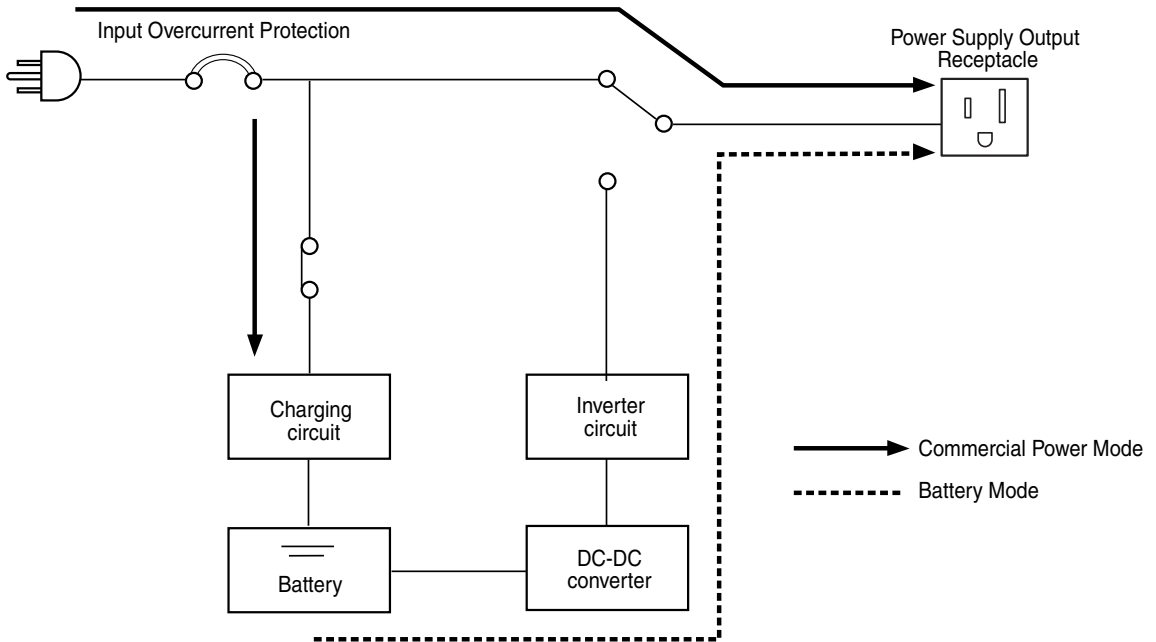 Input Overcurrent Protection
Power Supply Output
Receptacle
Charging
circuit
Inverter
circuit
Commercial Power Mode
Battery Mode
Battery
DC-DC
converter